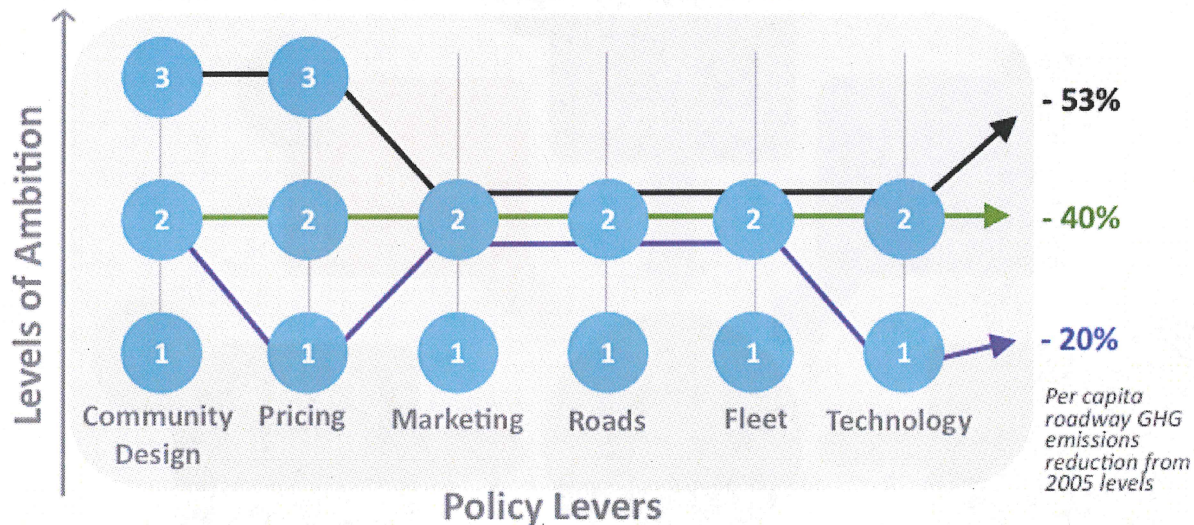 Levels of Ambition
3 3
2 2 2 2 2 2
1 1 1 1 1 1
Community
Design
Pricing
Marketing
Roads
Fleet
Technology
Policy Levers
- 53%
- 40%
- 20%
Per capita
roadway GHG
emissions
reduction from
2005 levels